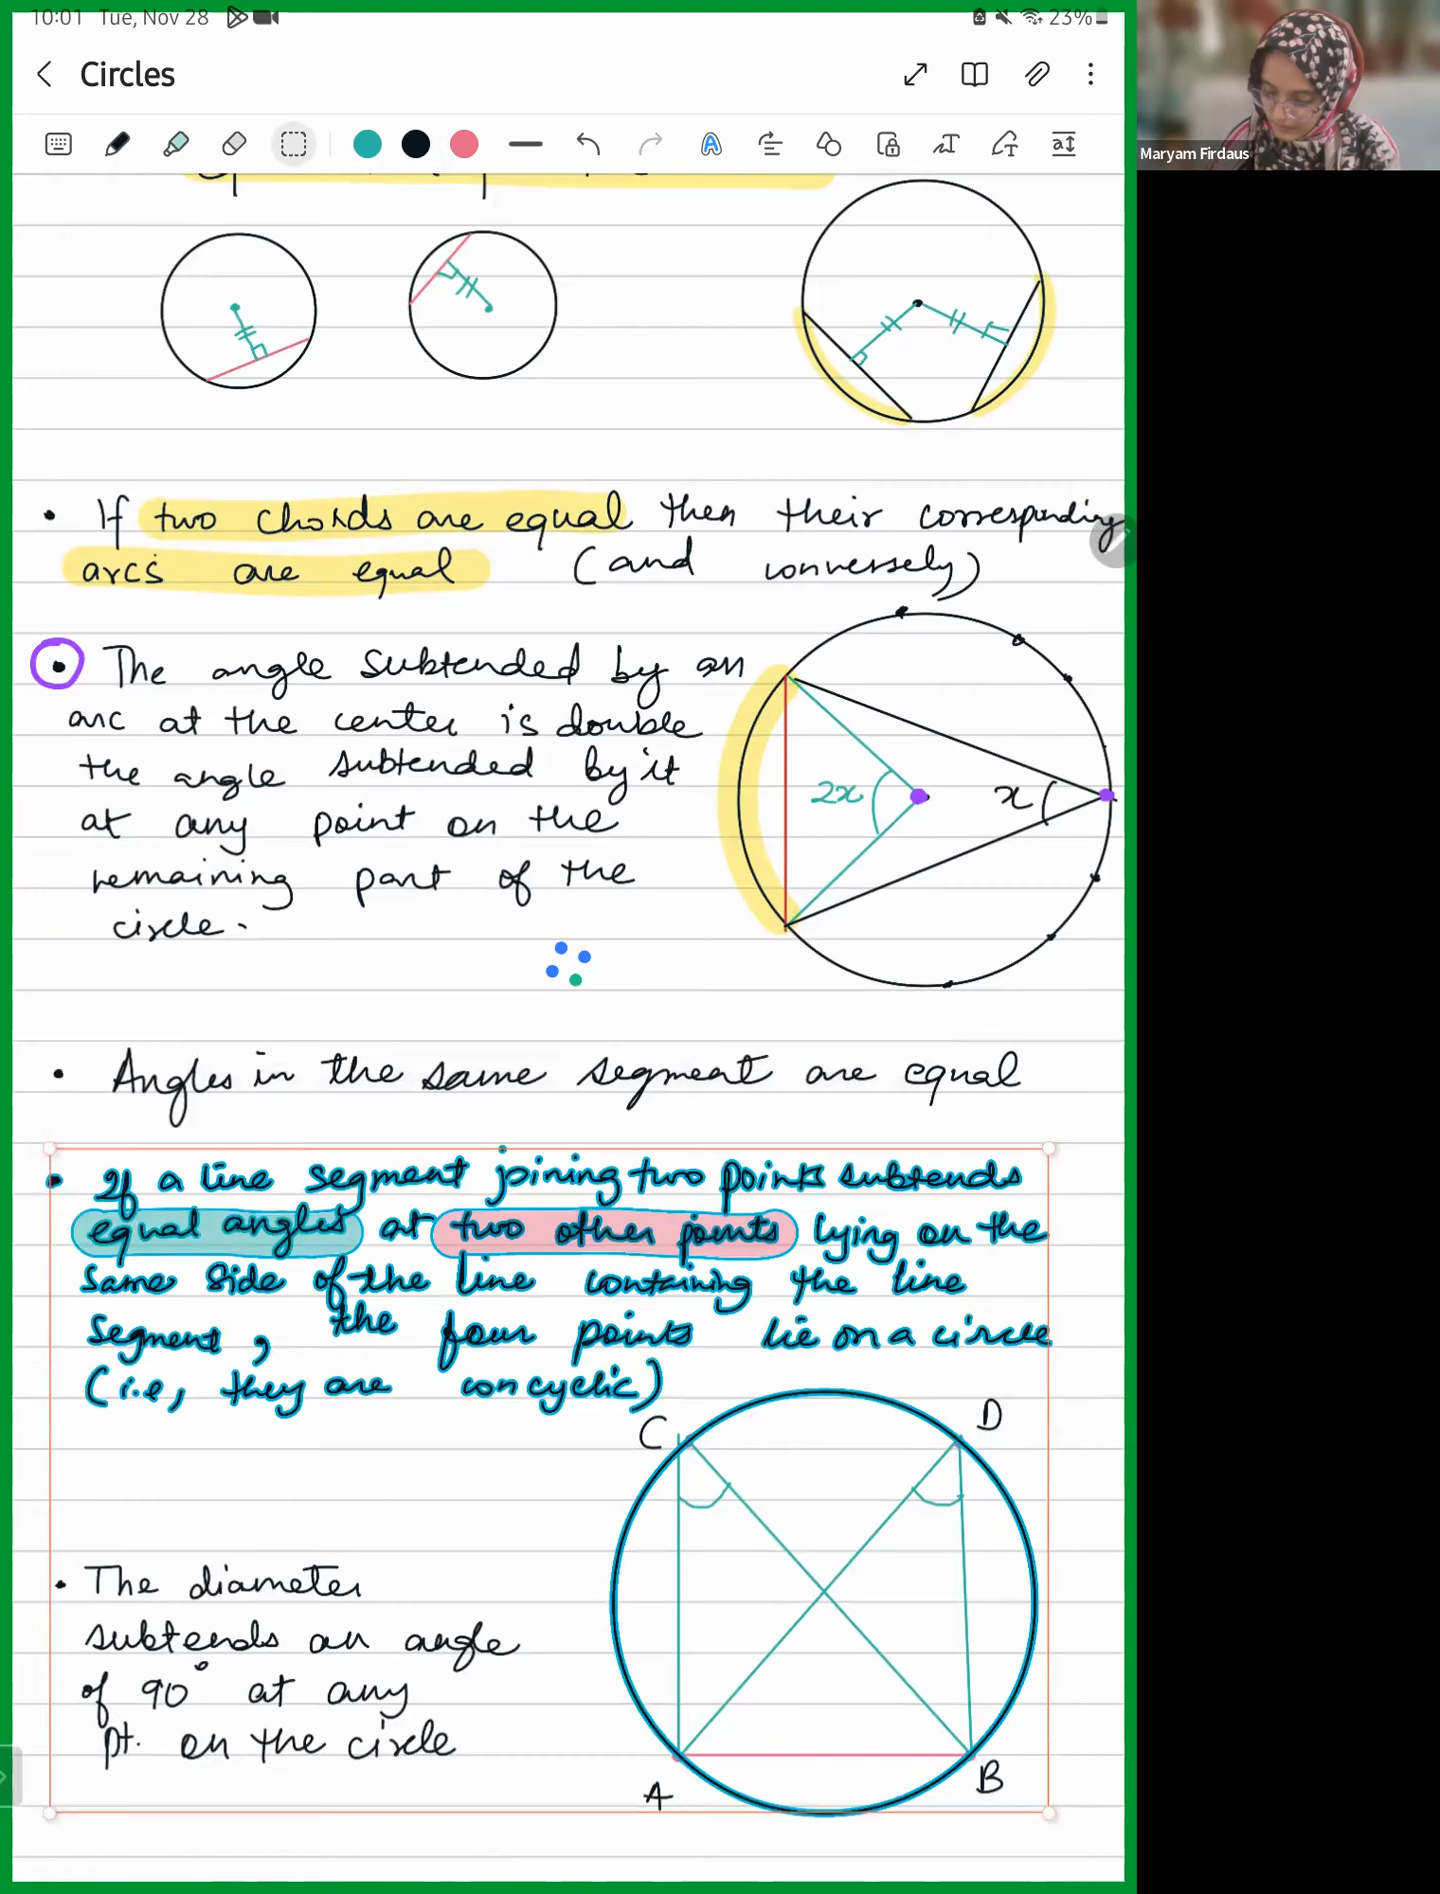 10:01 Tue, Nov 28
23%
Circles
Maryam Firdaus
• If two chords are equal then their corresponding
arcs are equal (and conversely)
• The angle subtended by an
arc at the center is double
the angle subtended by it
at any point on the
remaining part of the
circle.
2x
x
• Angles in the same segment are equal
• If a line segment joining two points subtends
equal angles at two other points lying on the
same side of the line containing the line
segment, the four points lie on a circle
(i.e, they are concyclic)
C
D
• The diameter
subtends an angle
of 90° at any
pt. on the circle
A
B